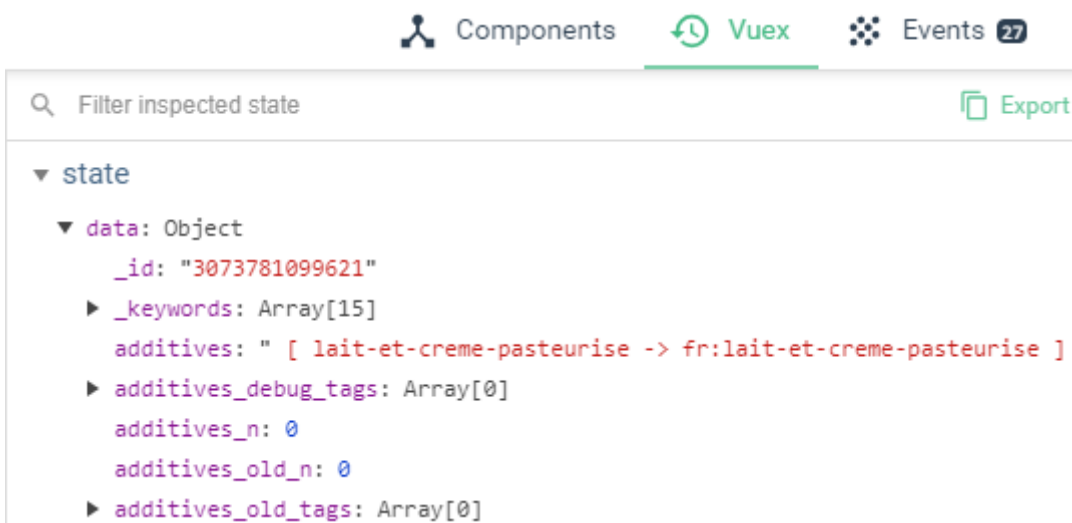 Components Vuex Events 27
Filter inspected state Export
state
data: Object
_id: "3073781099621"
_keywords: Array[15]
additives: " [ lait-et-creme-pasteurise -> fr:lait-et-creme-pasteurise ]
additives_debug_tags: Array[0]
additives_n: 0
additives_old_n: 0
additives_old_tags: Array[0]